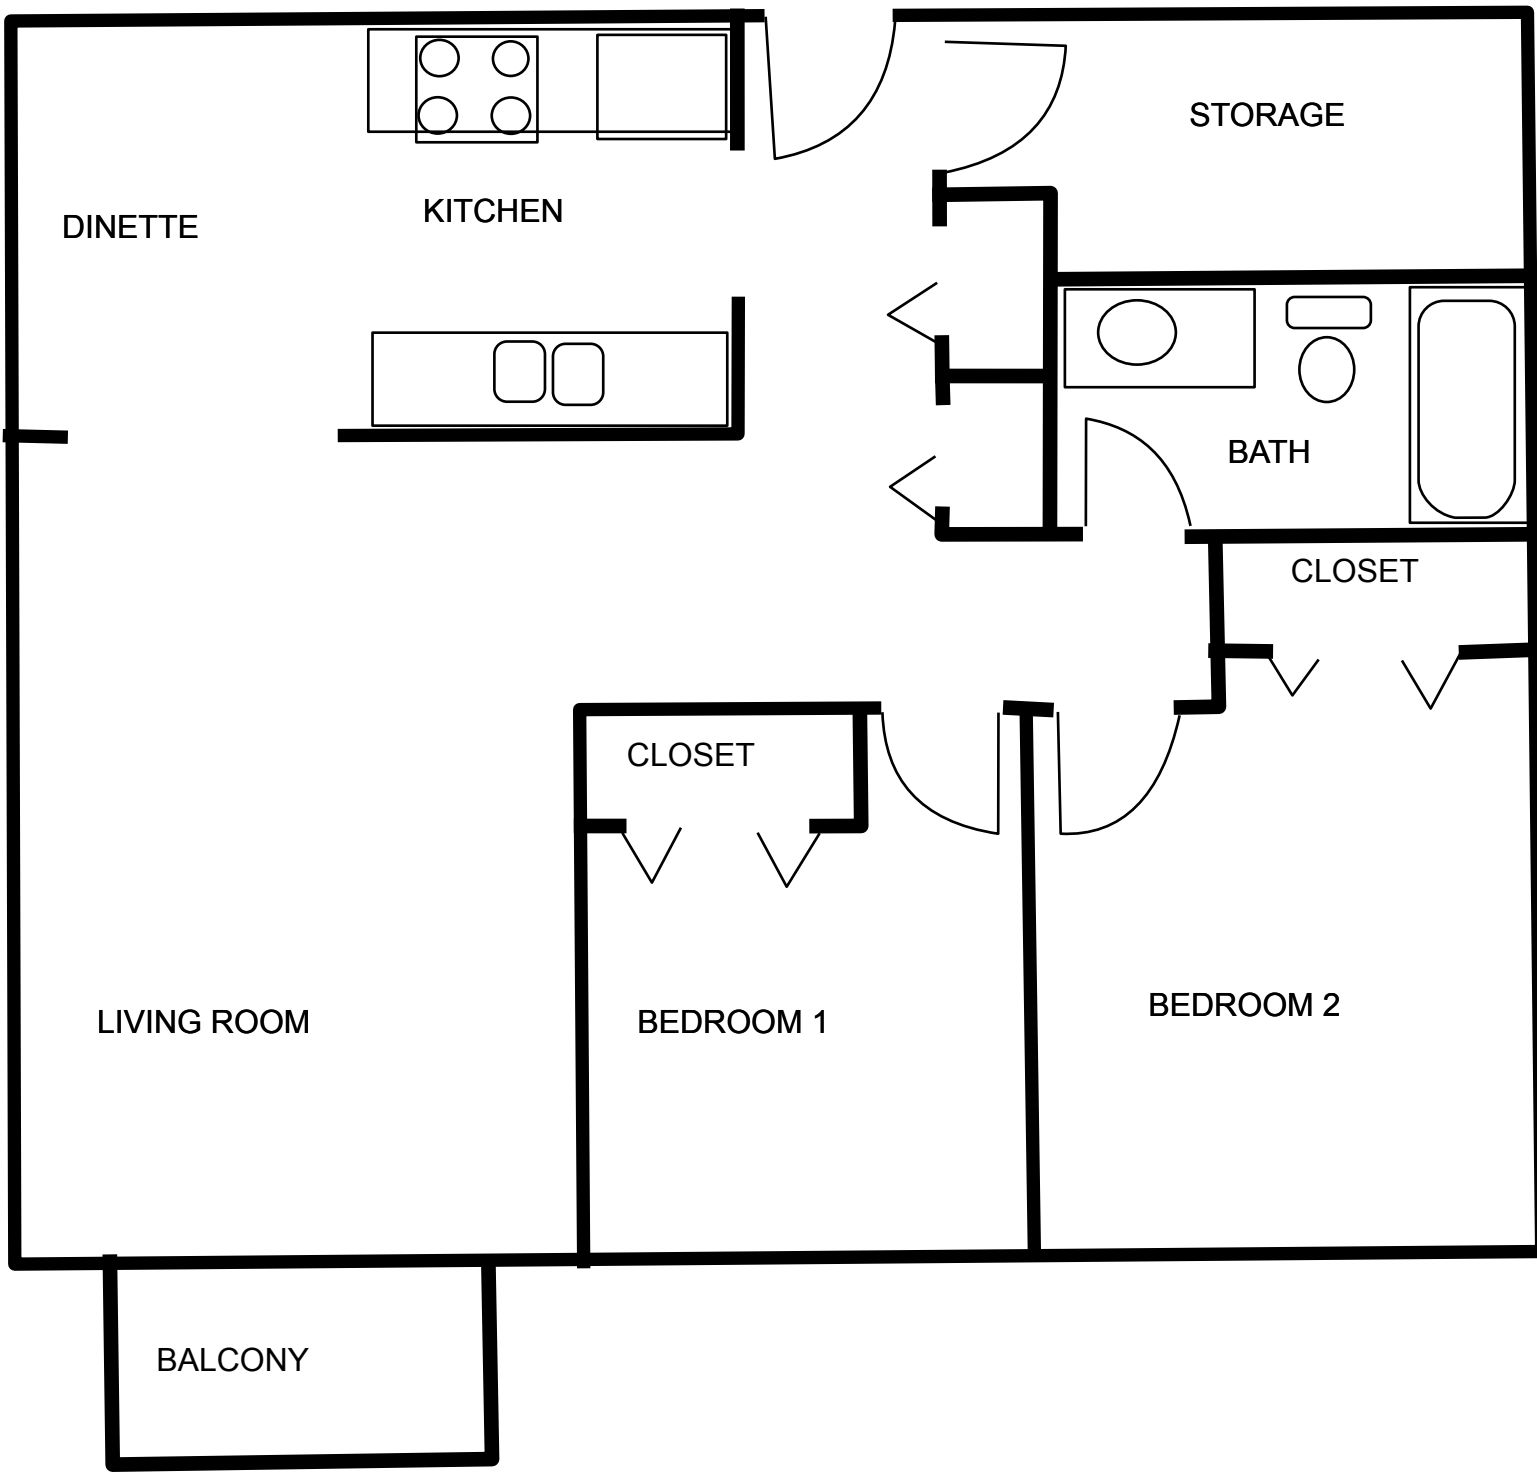 STORAGE
DINETTE
KITCHEN
BATH
CLOSET
CLOSET
LIVING ROOM
BEDROOM 1
BEDROOM 2
BALCONY